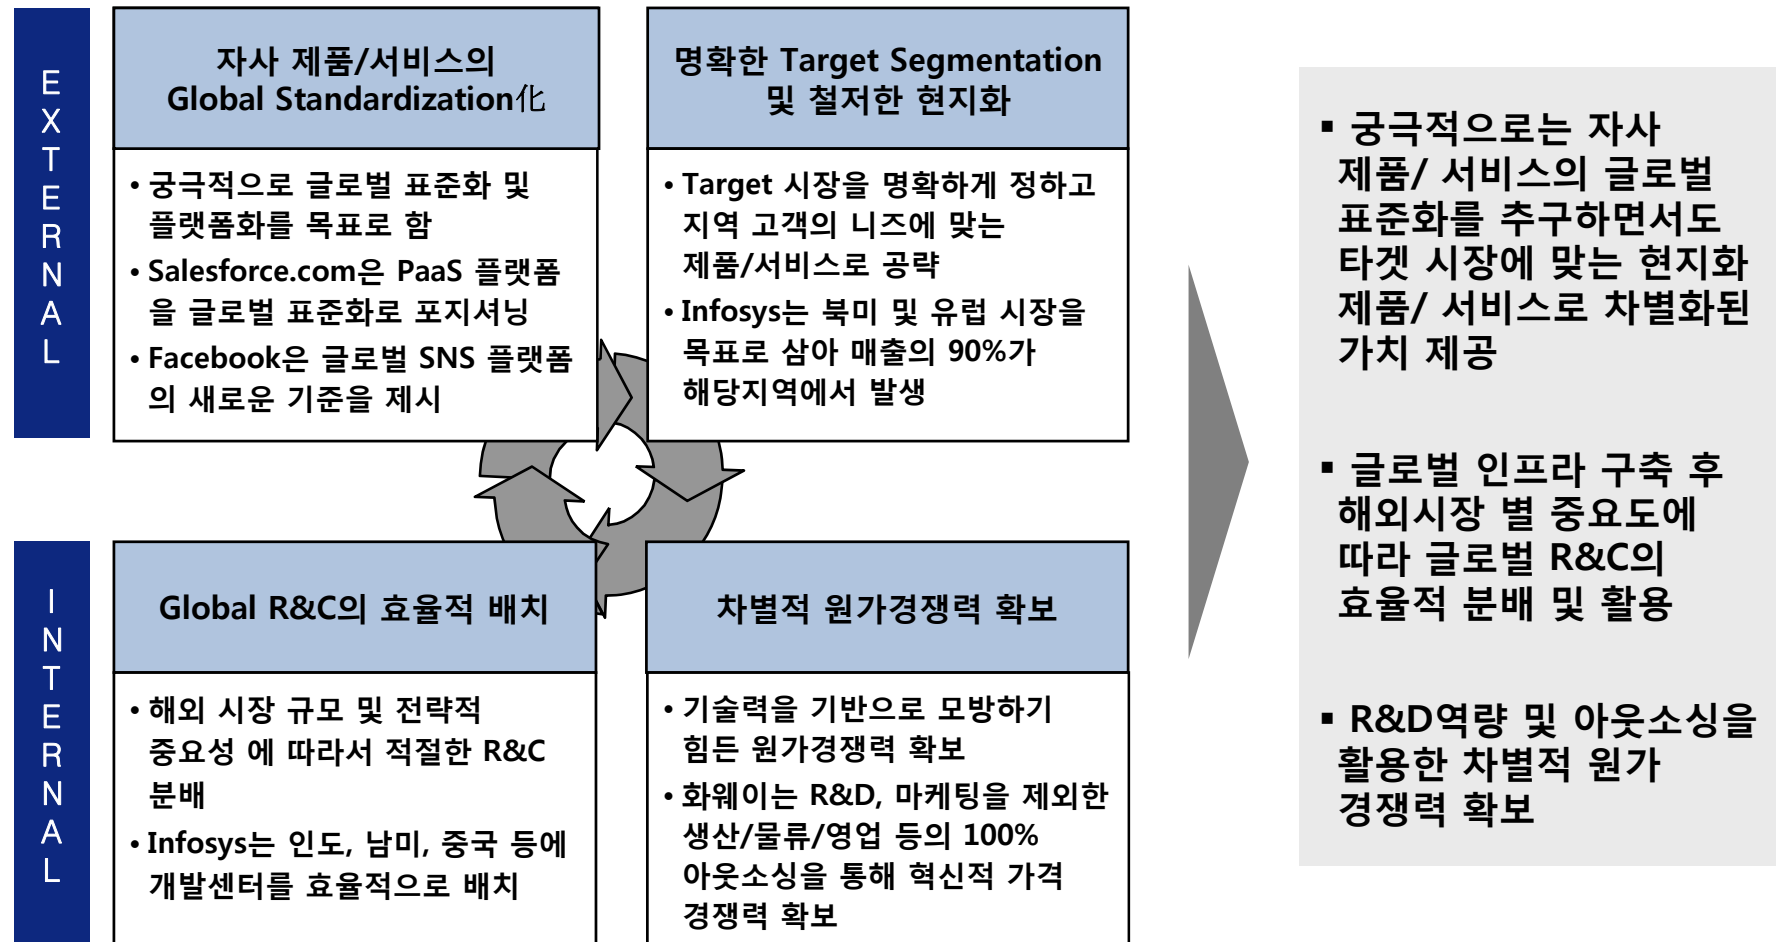 EXTERNAL
자사 제품/서비스의
Global Standardization化
• 궁극적으로 글로벌 표준화 및
플랫폼화를 목표로 함
• Salesforce.com은 PaaS 플랫폼
을 글로벌 표준화로 포지셔닝
• Facebook은 글로벌 SNS 플랫폼
의 새로운 기준을 제시
명확한 Target Segmentation
및 철저한 현지화
• Target 시장을 명확하게 정하고
지역 고객의 니즈에 맞는
제품/서비스로 공략
• Infosys는 북미 및 유럽 시장을
목표로 삼아 매출의 90%가
해당지역에서 발생
INTERNAL
Global R&C의 효율적 배치
• 해외 시장 규모 및 전략적
중요성 에 따라서 적절한 R&C
분배
• Infosys는 인도, 남미, 중국 등에
개발센터를 효율적으로 배치
차별적 원가경쟁력 확보
• 기술력을 기반으로 모방하기
힘든 원가경쟁력 확보
• 화웨이는 R&D, 마케팅을 제외한
생산/물류/영업 등의 100%
아웃소싱을 통해 혁신적 가격
경쟁력 확보
▪ 궁극적으로는 자사
제품/ 서비스의 글로벌
표준화를 추구하면서도
타겟 시장에 맞는 현지화
제품/ 서비스로 차별화된
가치 제공
▪ 글로벌 인프라 구축 후
해외시장 별 중요도에
따라 글로벌 R&C의
효율적 분배 및 활용
▪ R&D역량 및 아웃소싱을
활용한 차별적 원가
경쟁력 확보